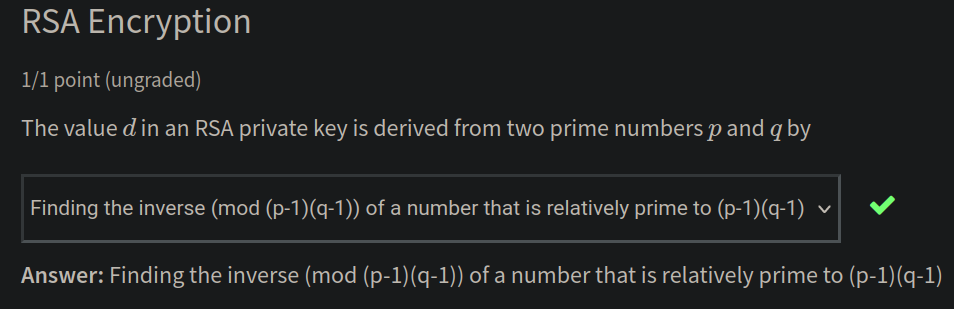 RSA Encryption
1/1 point (ungraded)
The value d in an RSA private key is derived from two prime numbers p and q by
Finding the inverse (mod (p-1)(q-1)) of a number that is relatively prime to (p-1)(q-1)
Answer: Finding the inverse (mod (p-1)(q-1)) of a number that is relatively prime to (p-1)(q-1)